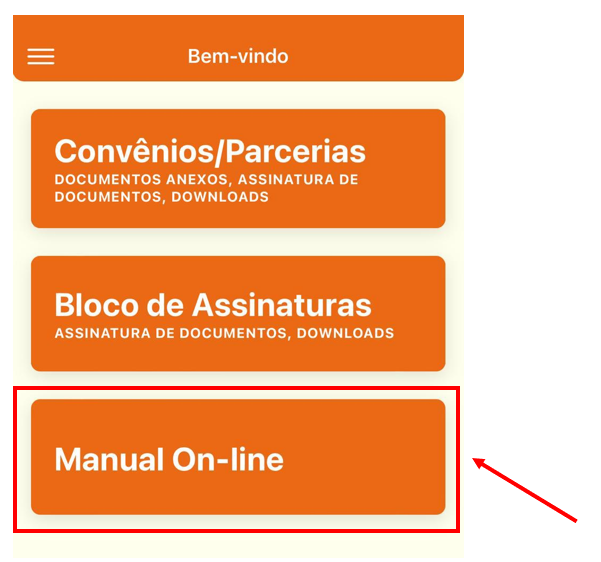 Bem-vindo
Convênios/Parcerias
DOCUMENTOS ANEXOS, ASSINATURA DE
DOCUMENTOS, DOWNLOADS
Bloco de Assinaturas
ASSINATURA DE DOCUMENTOS, DOWNLOADS
Manual On-line